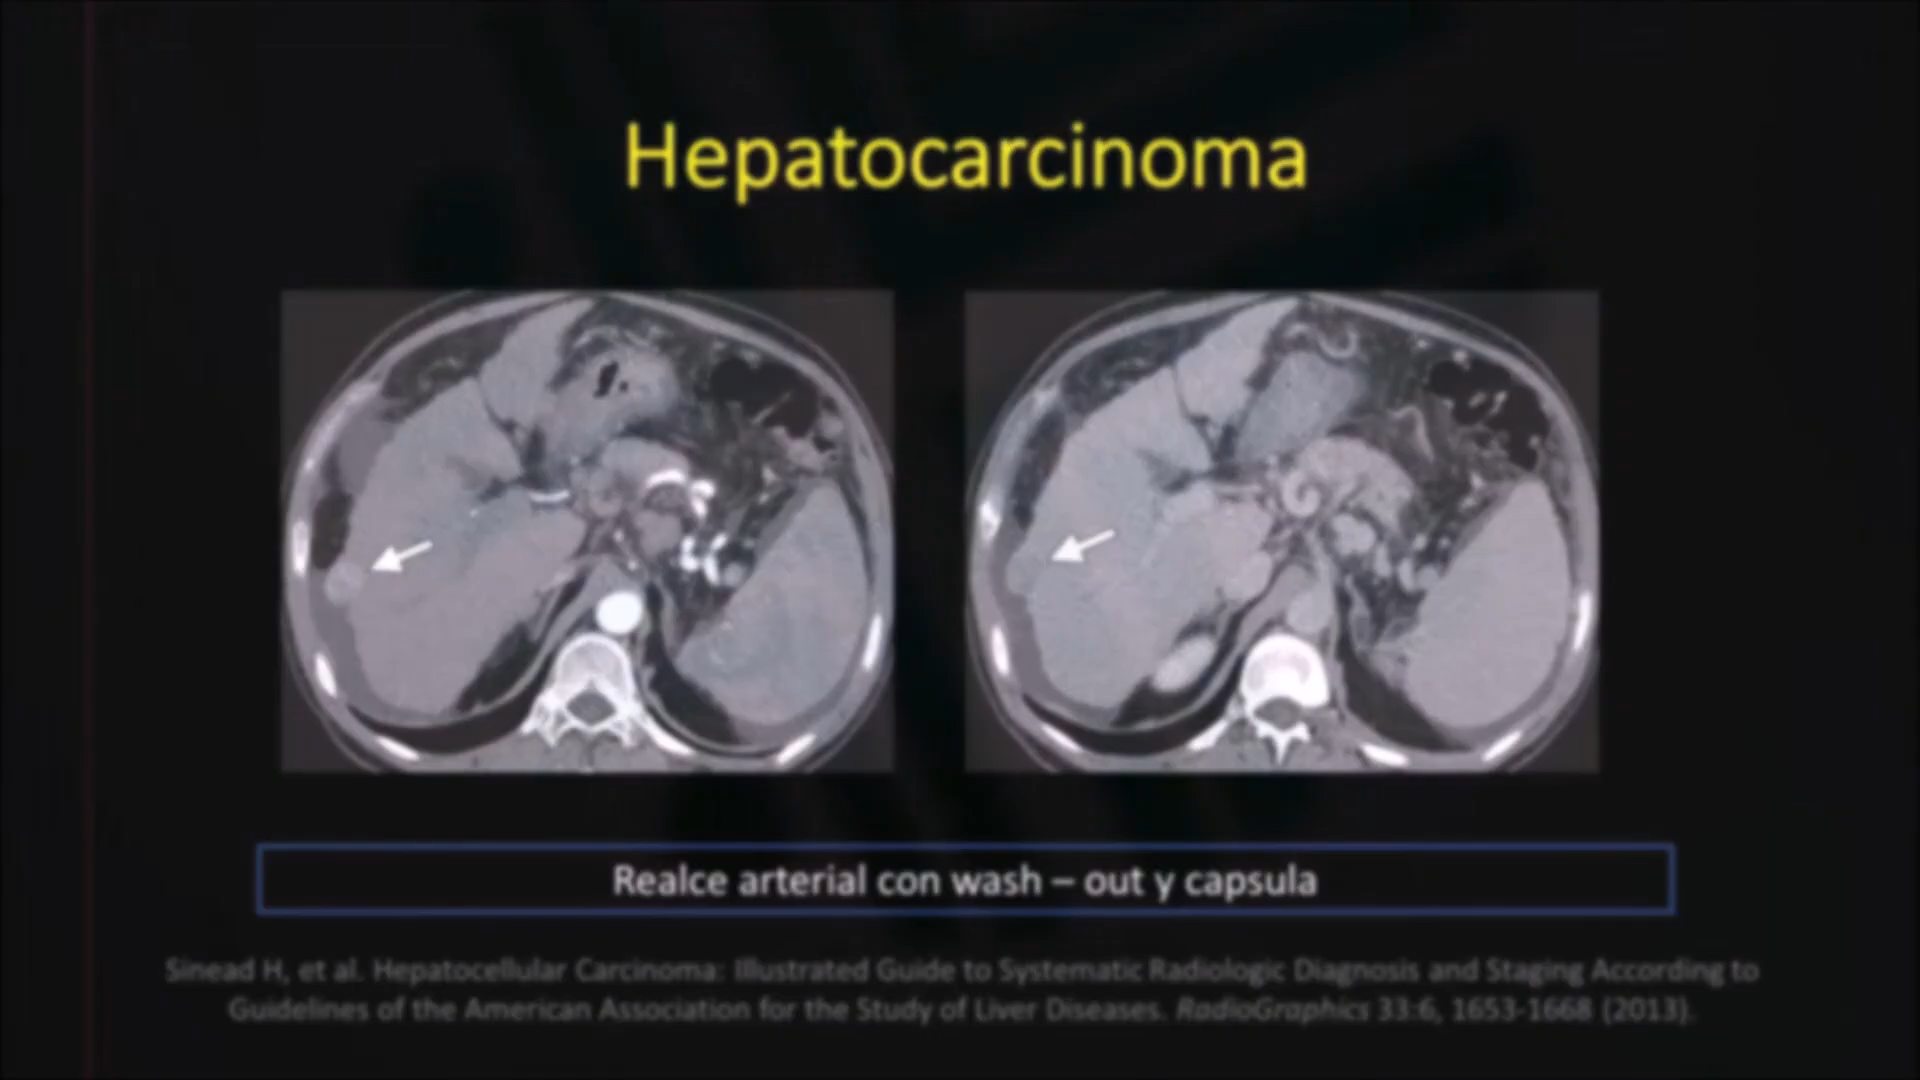 Hepatocarcinoma
Realce arterial con wash – out y capsula
Sinead H, et al. Hepatocellular Carcinoma: Illustrated Guide to Systematic Radiologic Diagnosis and Staging According to
Guidelines of the American Association for the Study of Liver Diseases. RadioGraphics 33:6, 1653-1668 (2013).